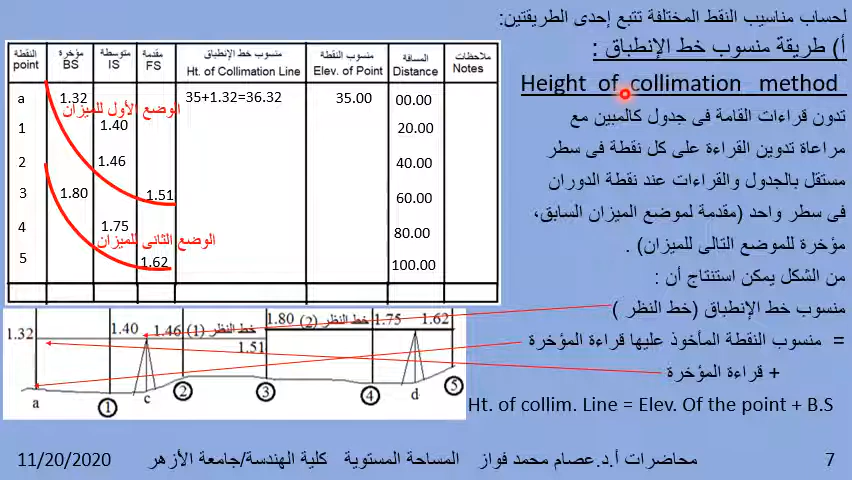 لحساب مناسيب النقط المختلفة تتبع إحدى الطريقتين:
أ) طريقة منسوب خط الإنطباق :
Height of collimation method
تدون قراءات القامة فى جدول كالمبين مع
مراعاة تدوين القراءة على كل نقطة فى سطر
مستقل بالجدول والقراءات عند نقطة الدوران
فى سطر واحد (مقدمة لموضع الميزان السابق،
مؤخرة للموضع التالى للميزان) .
من الشكل يمكن استنتاج أن :
منسوب خط الإنطباق (خط النظر )
= منسوب النقطة المأخوذ عليها قراءة المؤخرة
+ قراءة المؤخرة
Ht. of collim. Line = Elev. Of the point + B.S
النقطة مؤخرة متوسطة مقدمة منسوب خط الإنطباق منسوب النقطة المسافة ملاحظات
point BS IS FS Ht. of Collimation Line Elev. of Point Distance Notes
a 1.32 35+1.32=36.32 35.00 00.00
الوضع الأول للميزان
1 1.40 20.00
2 1.46 40.00
3 1.80 1.51 60.00
4 1.75 80.00
الوضع الثانى للميزان
5 1.62 100.00
1.32 1.40 1.46 خط النظر (1) 1.80 خط النظر (2) 1.75 1.62
1.51
a 1 c 2 3 4 d 5
11/20/2020 محاضرات أ.د.عصام محمد فواز المساحة المستوية كلية الهندسة/جامعة الأزهر 7